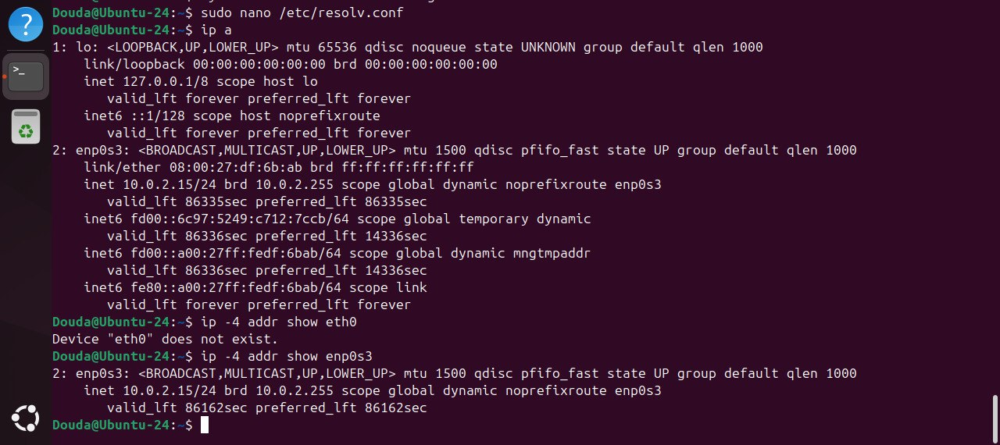 Douda@Ubuntu-24:~$ sudo nano /etc/resolv.conf
Douda@Ubuntu-24:~$ ip a
1: lo: <LOOPBACK,UP,LOWER_UP> mtu 65536 qdisc noqueue state UNKNOWN group default qlen 1000
    link/loopback 00:00:00:00:00:00 brd 00:00:00:00:00:00
    inet 127.0.0.1/8 scope host lo
       valid_lft forever preferred_lft forever
    inet6 ::1/128 scope host noprefixroute
       valid_lft forever preferred_lft forever
2: enp0s3: <BROADCAST,MULTICAST,UP,LOWER_UP> mtu 1500 qdisc pfifo_fast state UP group default qlen 1000
    link/ether 08:00:27:df:6b:ab brd ff:ff:ff:ff:ff:ff
    inet 10.0.2.15/24 brd 10.0.2.255 scope global dynamic noprefixroute enp0s3
       valid_lft 86335sec preferred_lft 86335sec
    inet6 fd00::6c97:5249:c712:7ccb/64 scope global temporary dynamic
       valid_lft 86336sec preferred_lft 14336sec
    inet6 fd00::a00:27ff:fedf:6bab/64 scope global dynamic mngtmpaddr
       valid_lft 86336sec preferred_lft 14336sec
    inet6 fe80::a00:27ff:fedf:6bab/64 scope link
       valid_lft forever preferred_lft forever
Douda@Ubuntu-24:~$ ip -4 addr show eth0
Device "eth0" does not exist.
Douda@Ubuntu-24:~$ ip -4 addr show enp0s3
2: enp0s3: <BROADCAST,MULTICAST,UP,LOWER_UP> mtu 1500 qdisc pfifo_fast state UP group default qlen 1000
    inet 10.0.2.15/24 brd 10.0.2.255 scope global dynamic noprefixroute enp0s3
       valid_lft 86162sec preferred_lft 86162sec
Douda@Ubuntu-24:~$